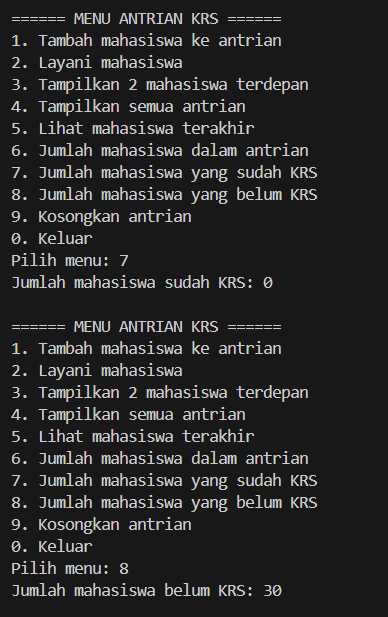 ====== MENU ANTRIAN KRS ======
1. Tambah mahasiswa ke antrian
2. Layani mahasiswa
3. Tampilkan 2 mahasiswa terdepan
4. Tampilkan semua antrian
5. Lihat mahasiswa terakhir
6. Jumlah mahasiswa dalam antrian
7. Jumlah mahasiswa yang sudah KRS
8. Jumlah mahasiswa yang belum KRS
9. Kosongkan antrian
0. Keluar
Pilih menu: 7
Jumlah mahasiswa sudah KRS: 0

====== MENU ANTRIAN KRS ======
1. Tambah mahasiswa ke antrian
2. Layani mahasiswa
3. Tampilkan 2 mahasiswa terdepan
4. Tampilkan semua antrian
5. Lihat mahasiswa terakhir
6. Jumlah mahasiswa dalam antrian
7. Jumlah mahasiswa yang sudah KRS
8. Jumlah mahasiswa yang belum KRS
9. Kosongkan antrian
0. Keluar
Pilih menu: 8
Jumlah mahasiswa belum KRS: 30